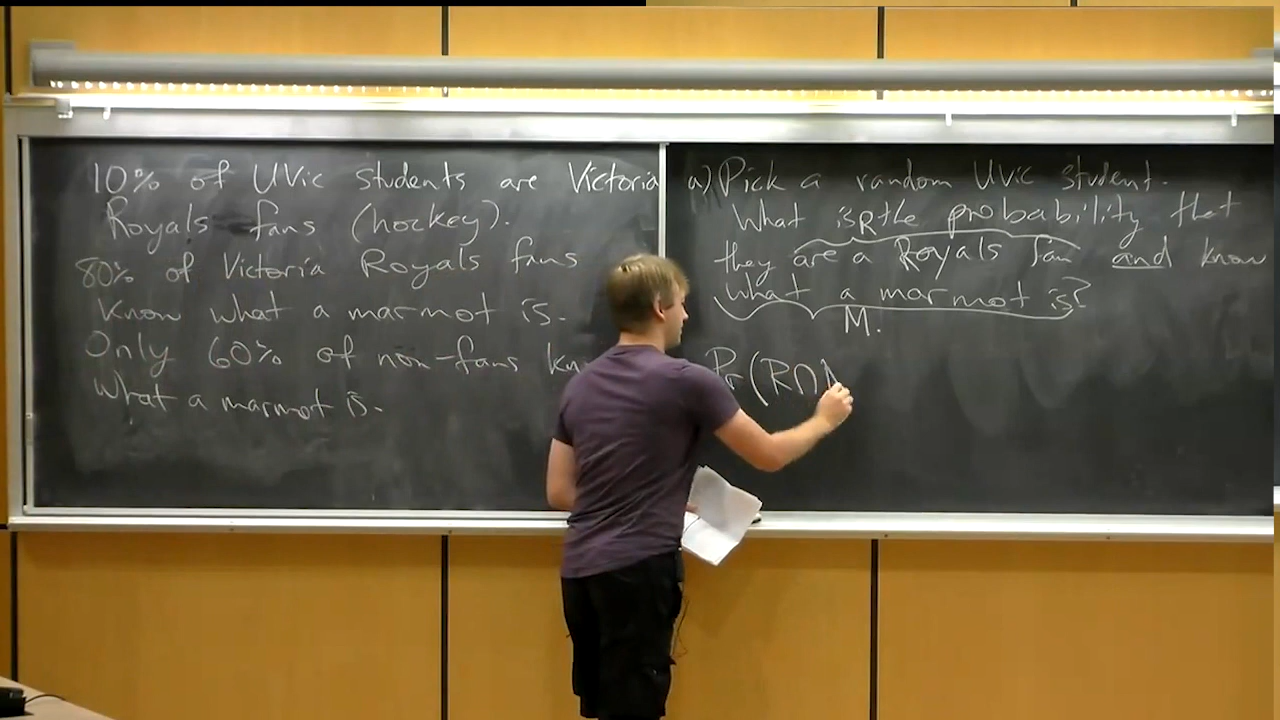 10% of UVic students are Victoria
Royals fans (hockey).
80% of Victoria Royals fans
know what a marmot is.
Only 60% of non-fans
what a marmot is.
a) Pick a random UVic student.
What is the probability that
R
they are a Royals fan and know
what a marmot is?
M.
Pr(R∩